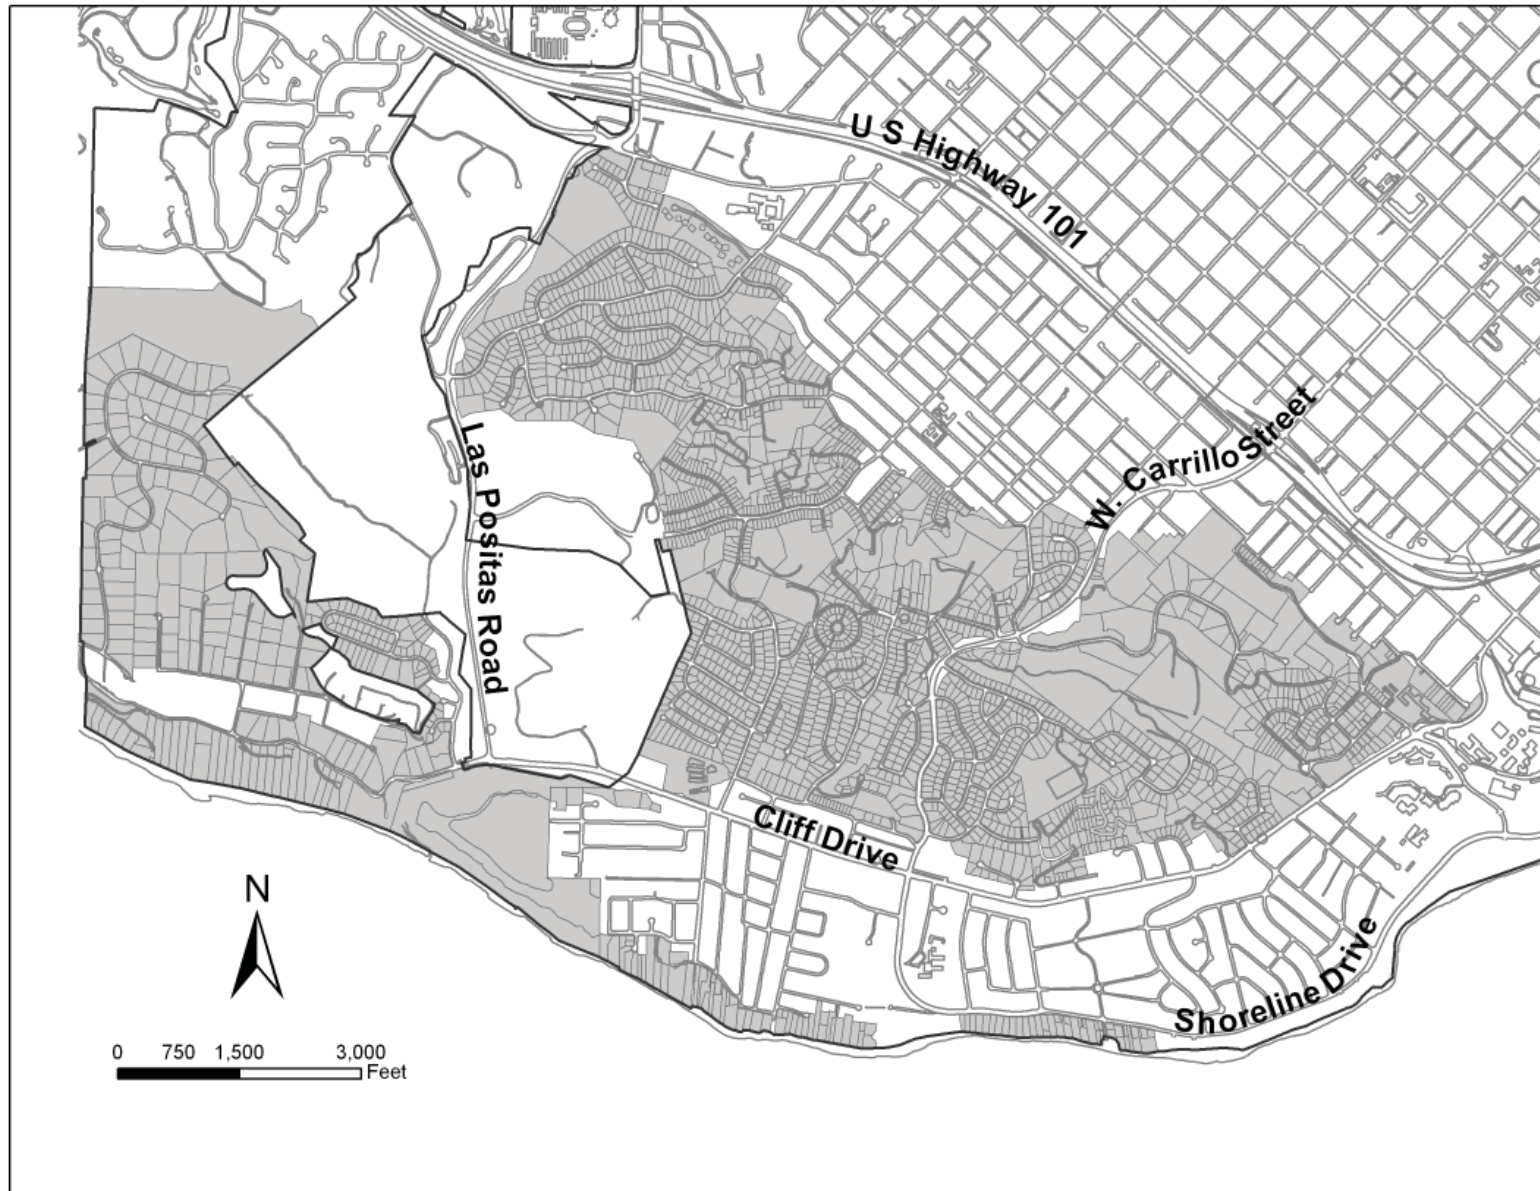 U S Highway 101
W. Carrillo Street
Las Positas Road
Cliff Drive
Shoreline Drive
N
0 750 1,500 3,000
Feet